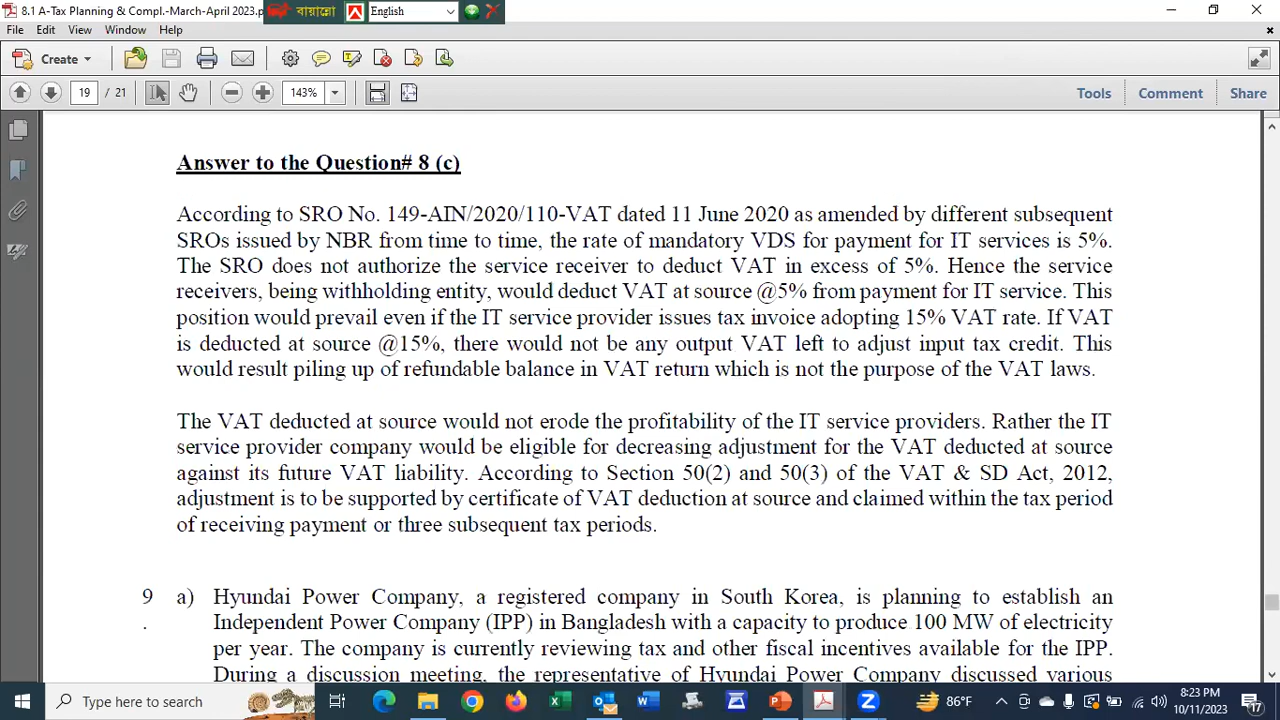 8.1 A-Tax Planning & Compl.-March-April 2023.p
বায়ান্নো
English
File Edit View Window Help
Create
19 / 21
143%
Tools Comment Share
Answer to the Question# 8 (c)
According to SRO No. 149-AIN/2020/110-VAT dated 11 June 2020 as amended by different subsequent
SROs issued by NBR from time to time, the rate of mandatory VDS for payment for IT services is 5%.
The SRO does not authorize the service receiver to deduct VAT in excess of 5%. Hence the service
receivers, being withholding entity, would deduct VAT at source @5% from payment for IT service. This
position would prevail even if the IT service provider issues tax invoice adopting 15% VAT rate. If VAT
is deducted at source @15%, there would not be any output VAT left to adjust input tax credit. This
would result piling up of refundable balance in VAT return which is not the purpose of the VAT laws.
The VAT deducted at source would not erode the profitability of the IT service providers. Rather the IT
service provider company would be eligible for decreasing adjustment for the VAT deducted at source
against its future VAT liability. According to Section 50(2) and 50(3) of the VAT & SD Act, 2012,
adjustment is to be supported by certificate of VAT deduction at source and claimed within the tax period
of receiving payment or three subsequent tax periods.
9 a) Hyundai Power Company, a registered company in South Korea, is planning to establish an
. Independent Power Company (IPP) in Bangladesh with a capacity to produce 100 MW of electricity
per year. The company is currently reviewing tax and other fiscal incentives available for the IPP.
During a discussion meeting, the representative of Hyundai Power Company discussed various
Type here to search
86°F
8:23 PM
10/11/2023
17